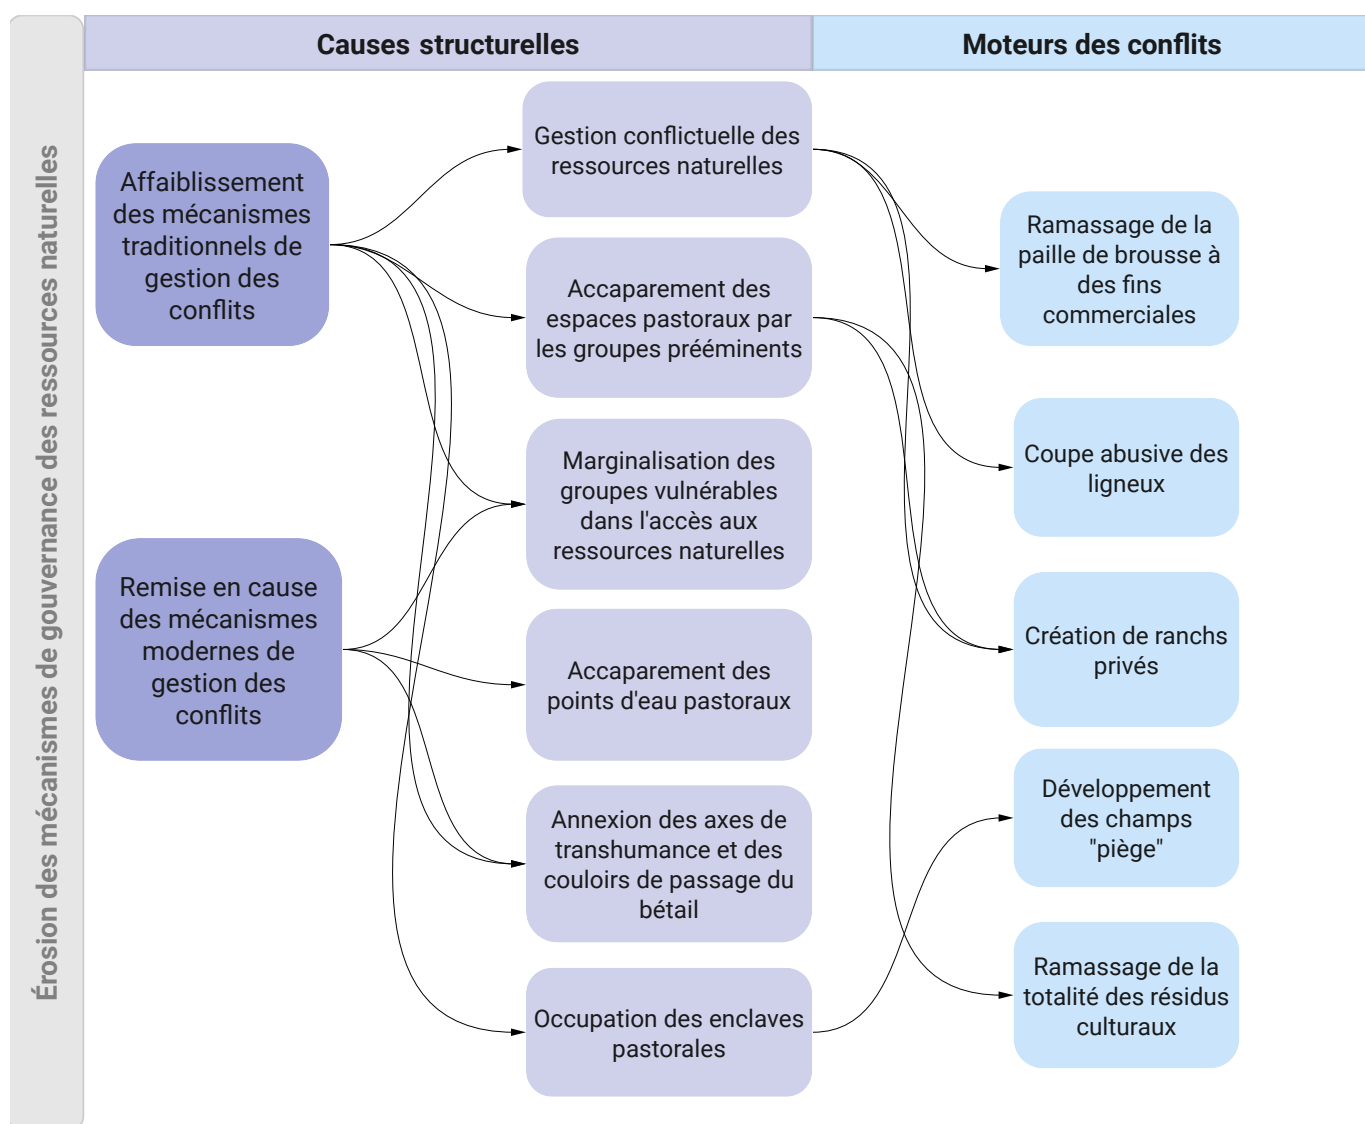 Érosion des mécanismes de gouvernance des ressources naturelles
Causes structurelles
Moteurs des conflits
Affaiblissement
des mécanismes
traditionnels de
gestion des
conflits
Remise en cause
des mécanismes
modernes de
gestion des
conflits
Gestion conflictuelle des
ressources naturelles
Accaparement des
espaces pastoraux par
les groupes prééminents
Marginalisation des
groupes vulnérables
dans l'accès aux
ressources naturelles
Accaparement des
points d'eau pastoraux
Annexion des axes de
transhumance et des
couloirs de passage du
bétail
Occupation des enclaves
pastorales
Ramassage de la
paille de brousse à
des fins
commerciales
Coupe abusive des
ligneux
Création de ranchs
privés
Développement
des champs
"piège"
Ramassage de la
totalité des résidus
culturaux